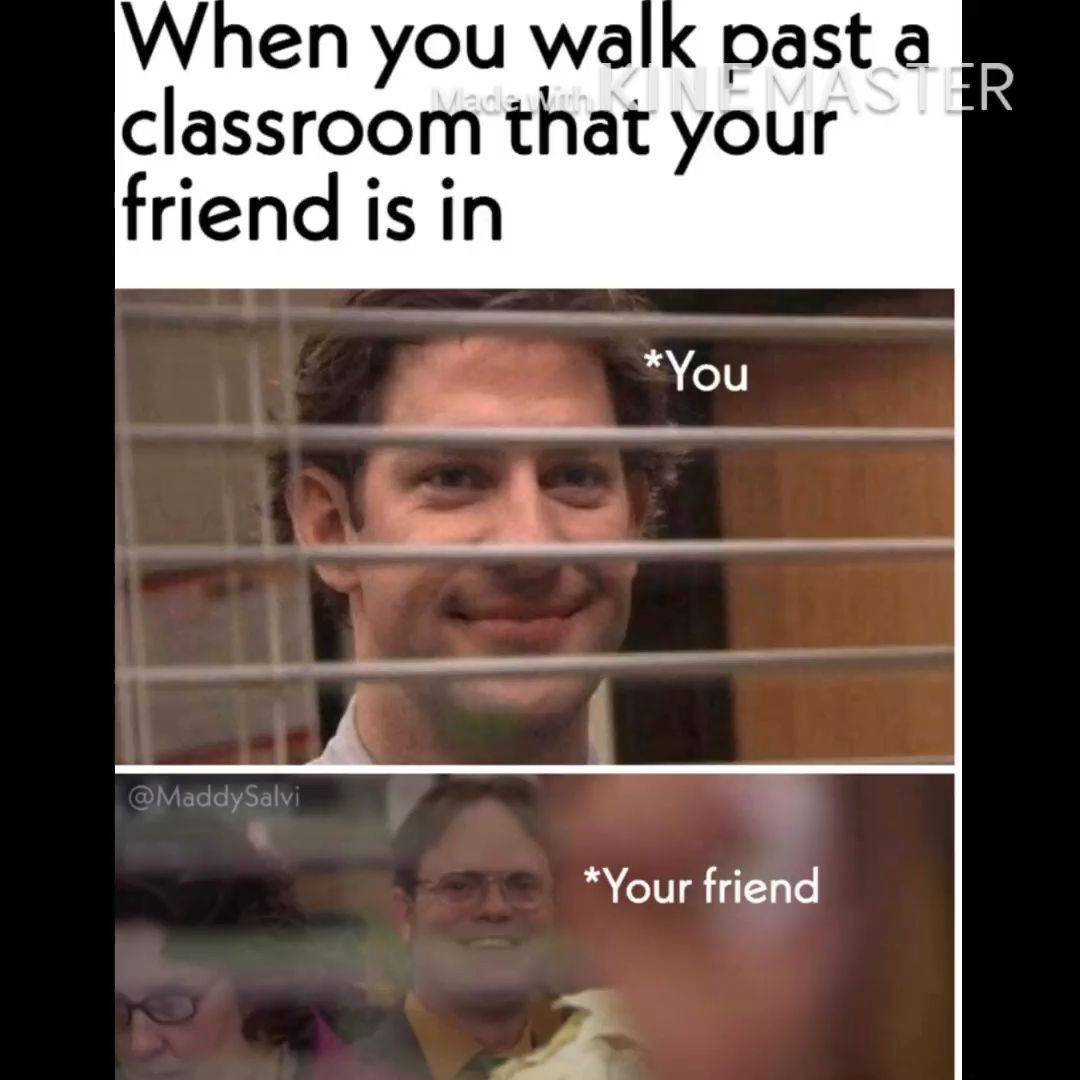 When you walk past a
Made with KINEMASTER
classroom that your
friend is in
*You
@MaddySalvi
*Your friend